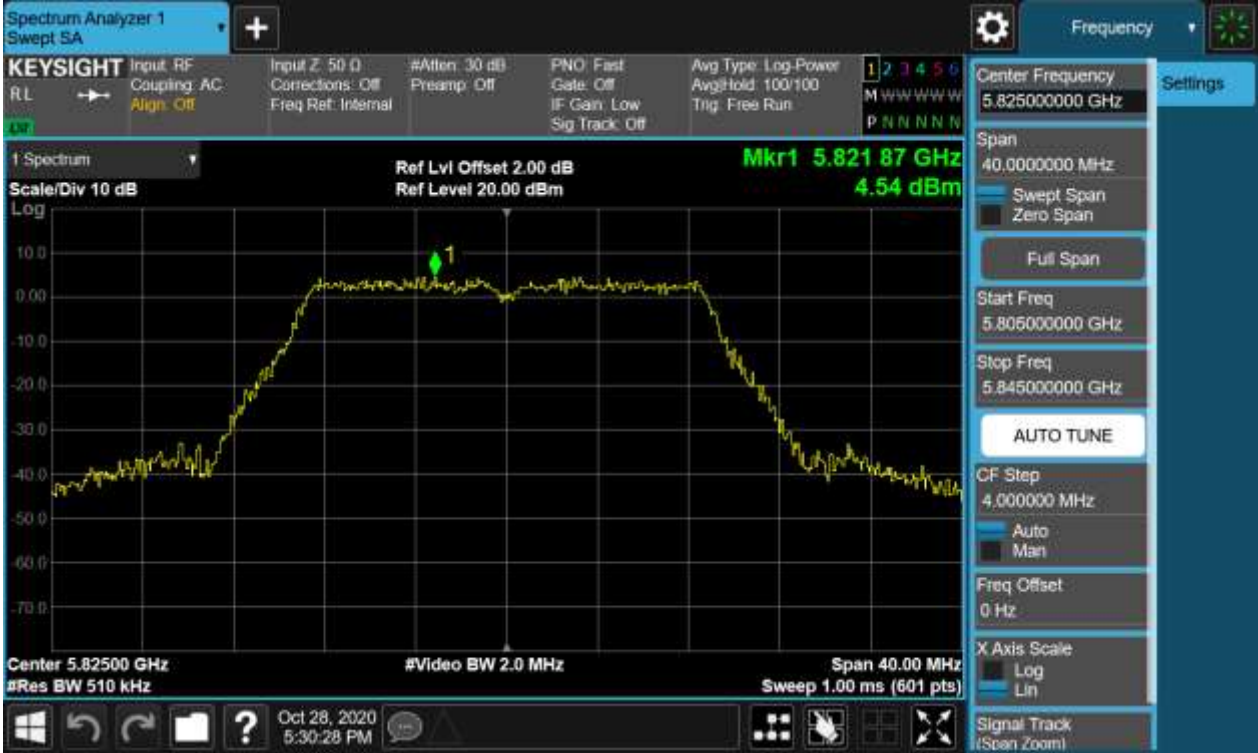 Spectrum Analyzer 1
Swept SA
+
Frequency
KEYSIGHT
RL
Input: RF
Coupling: AC
Align: Off
Input Z: 50 Ω
Corrections: Off
Freq Ref: Internal
#Atten: 30 dB
Preamp: Off
PNO: Fast
Gate: Off
IF Gain: Low
Sig Track: Off
Avg Type: Log-Power
Avg|Hold: 100/100
Trig: Free Run
1 2 3 4 5 6
M W W W W W
P N N N N N
1 Spectrum
Scale/Div 10 dB
Log
Ref Lvl Offset 2.00 dB
Ref Level 20.00 dBm
Mkr1 5.821 87 GHz
4.54 dBm
1
10.0
0.00
-10.0
-20.0
-30.0
-40.0
-50.0
-60.0
-70.0
Center 5.82500 GHz
#Res BW 510 kHz
#Video BW 2.0 MHz
Span 40.00 MHz
Sweep 1.00 ms (601 pts)
Center Frequency
5.825000000 GHz
Settings
Span
40.0000000 MHz
Swept Span
Zero Span
Full Span
Start Freq
5.805000000 GHz
Stop Freq
5.845000000 GHz
AUTO TUNE
CF Step
4.000000 MHz
Auto
Man
Freq Offset
0 Hz
X Axis Scale
Log
Lin
Signal Track
(Span Zoom)
?
Oct 28, 2020
5:30:28 PM